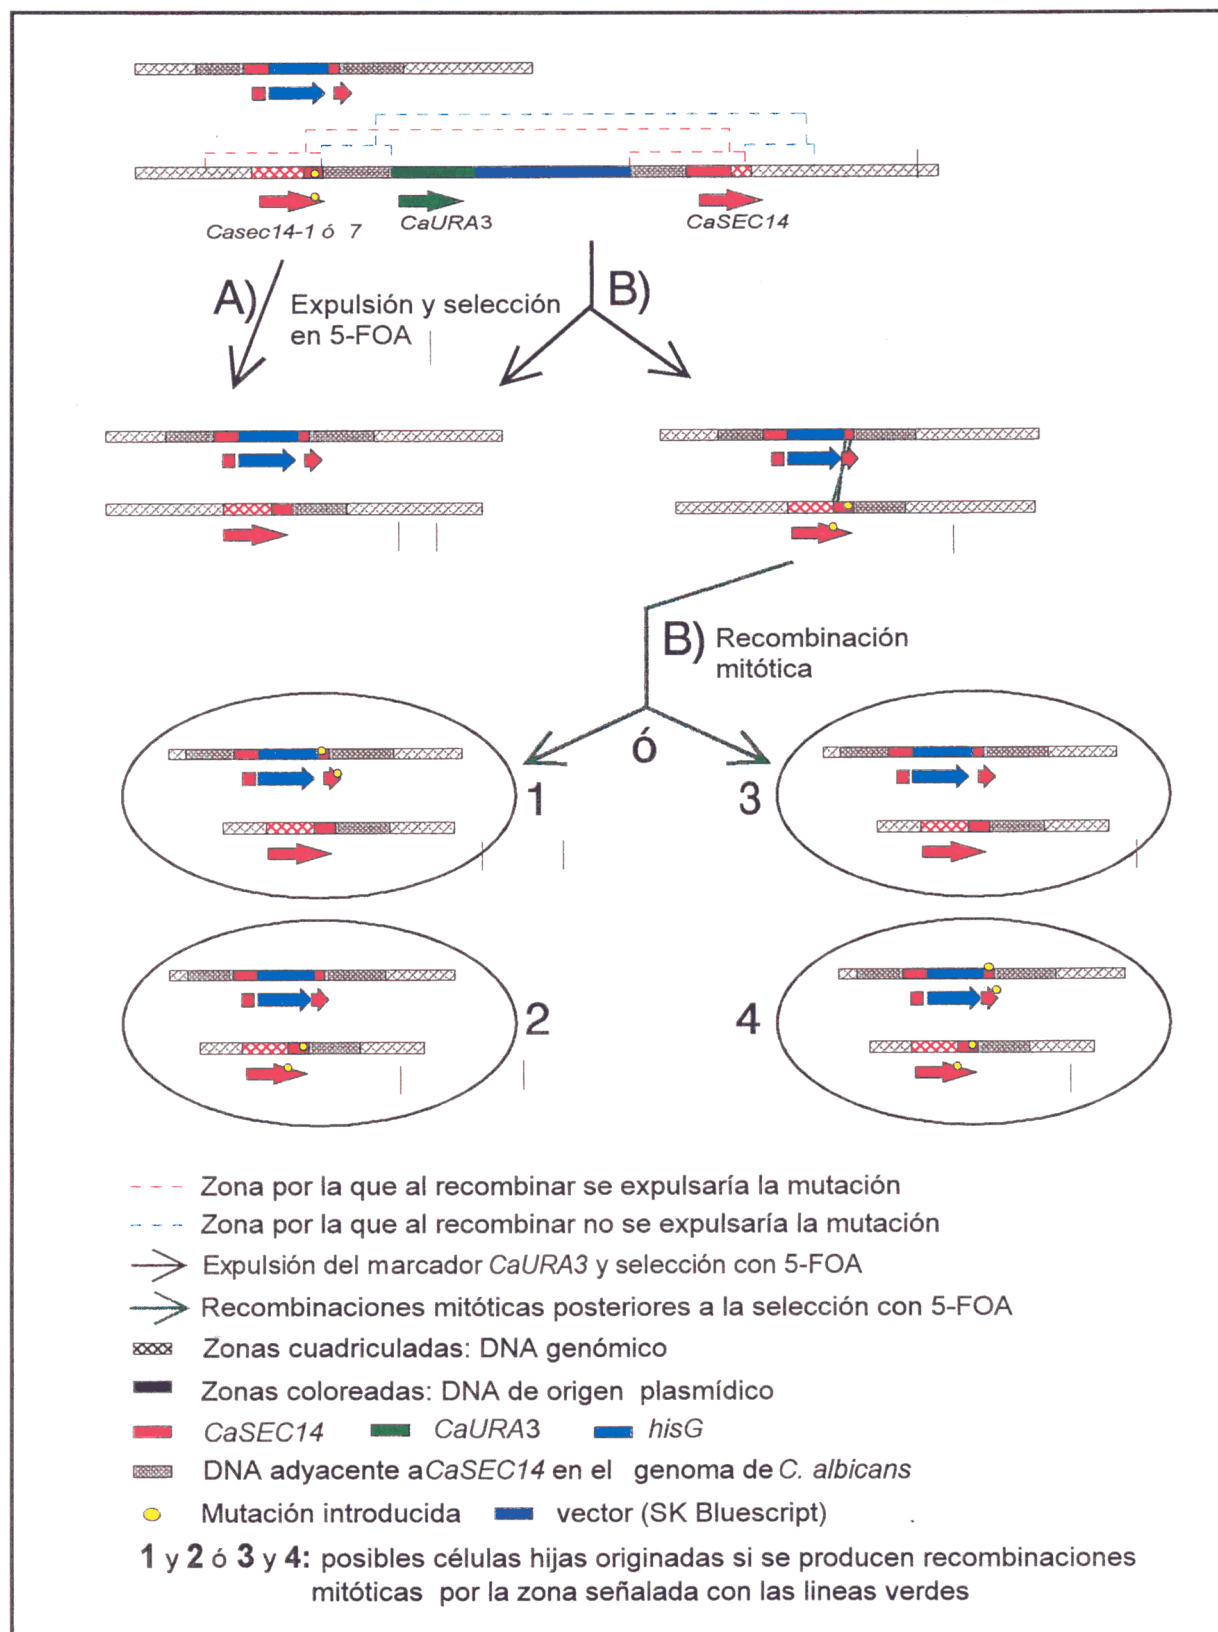 Casec14-1 ó 7
CaURA3
CaSEC14
A)
Expulsión y selección
en 5-FOA
B)
B)
Recombinación
mitótica
ó
1
3
2
4
Zona por la que al recombinar se expulsaría la mutación
Zona por la que al recombinar no se expulsaría la mutación
Expulsión del marcador CaURA3 y selección con 5-FOA
Recombinaciones mitóticas posteriores a la selección con 5-FOA
Zonas cuadriculadas: DNA genómico
Zonas coloreadas: DNA de origen plasmídico
CaSEC14 CaURA3 hisG
DNA adyacente aCaSEC14 en el genoma de C. albicans
Mutación introducida vector (SK Bluescript)
1 y 2 ó 3 y 4: posibles células hijas originadas si se producen recombinaciones
mitóticas por la zona señalada con las lineas verdes